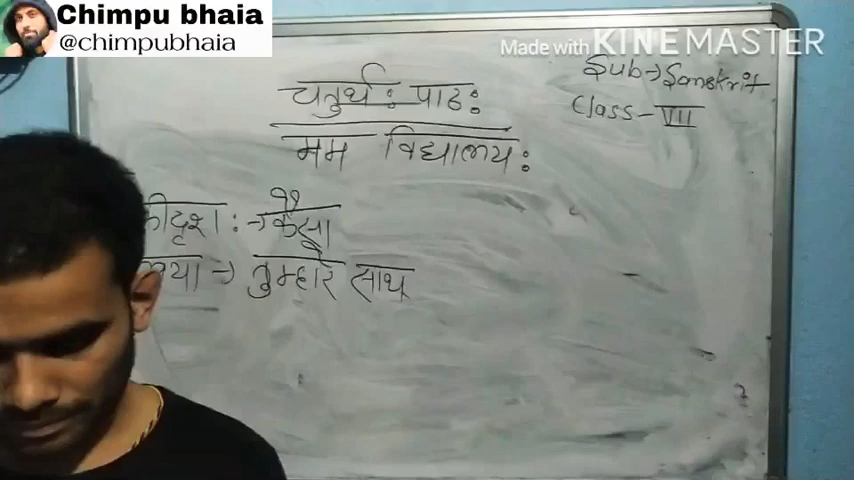 Chimpu bhaia
@chimpubhaia
Made with KINEMASTER
Sub→Sanskrit
Class-VII
चतुर्थः पाठः
मम विद्यालयः
कीदृशः→कैसा
→ तुम्हारे साथ